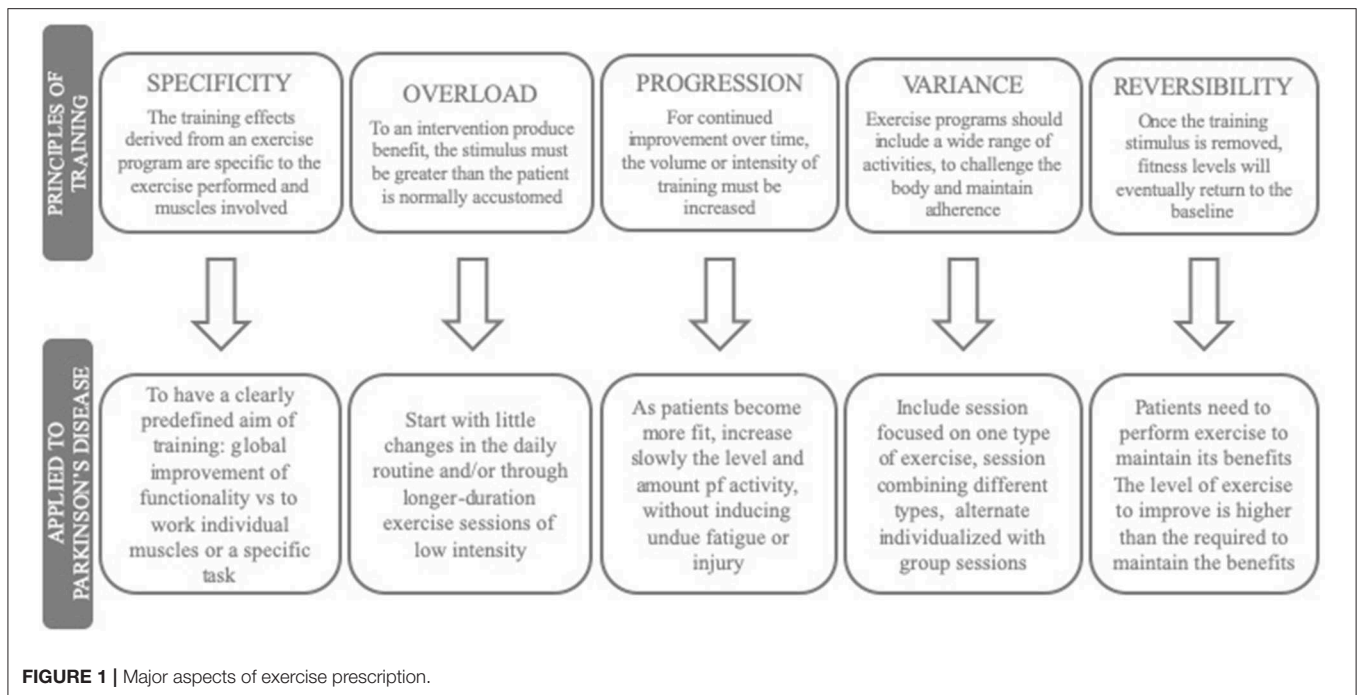 PRINCIPLES OF
TRAINING
SPECIFICITY
The training effects
derived from an exercise
program are specific to the
exercise performed and
muscles involved
OVERLOAD
To an intervention produce
benefit, the stimulus must
be greater than the patient
is normally accustomed
PROGRESSION
For continued
improvement over time,
the volume or intensity of
training must be
increased
VARIANCE
Exercise programs should
include a wide range of
activities, to challenge the
body and maintain
adherence
REVERSIBILITY
Once the training
stimulus is removed,
fitness levels will
eventually return to the
baseline
APPLIED TO
PARKINSON'S DISEASE
To have a clearly
predefined aim of
training: global
improvement of
functionality vs to
work individual
muscles or a specific
task
Start with little
changes in the daily
routine and/or through
longer-duration
exercise sessions of
low intensity
As patients become
more fit, increase
slowly the level and
amount pf activity,
without inducing
undue fatigue or
injury
Include session
focused on one type
of exercise, session
combining different
types, alternate
individualized with
group sessions
Patients need to
perform exercise to
maintain its benefits
The level of exercise
to improve is higher
than the required to
maintain the benefits
FIGURE 1 | Major aspects of exercise prescription.